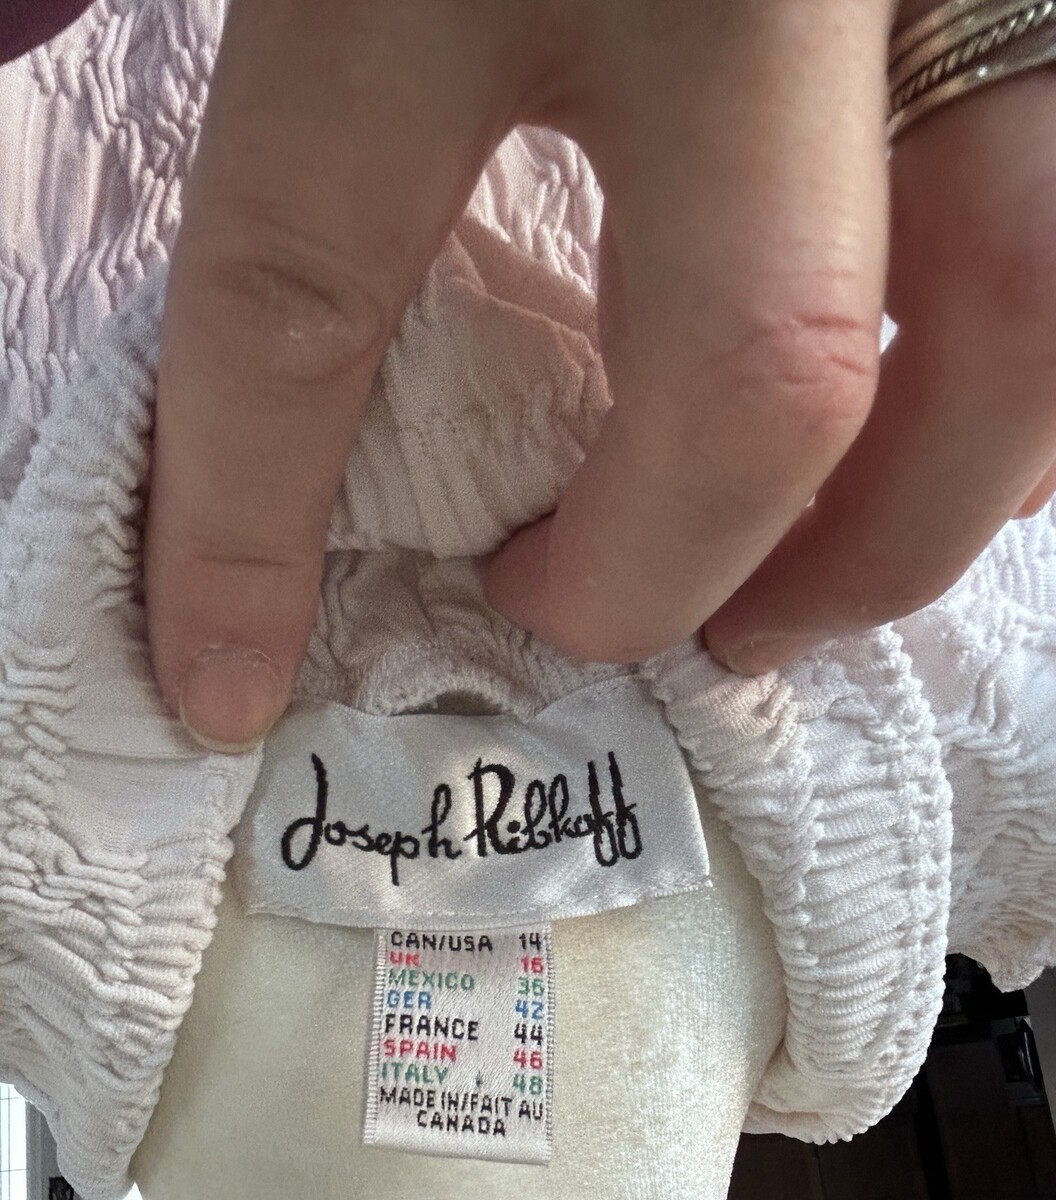 Joseph Ribkoff
CAN/USA 14
UK 16
MEXICO 36
GER 42
FRANCE 44
SPAIN 46
ITALY 48
MADE IN/FAIT AU
CANADA